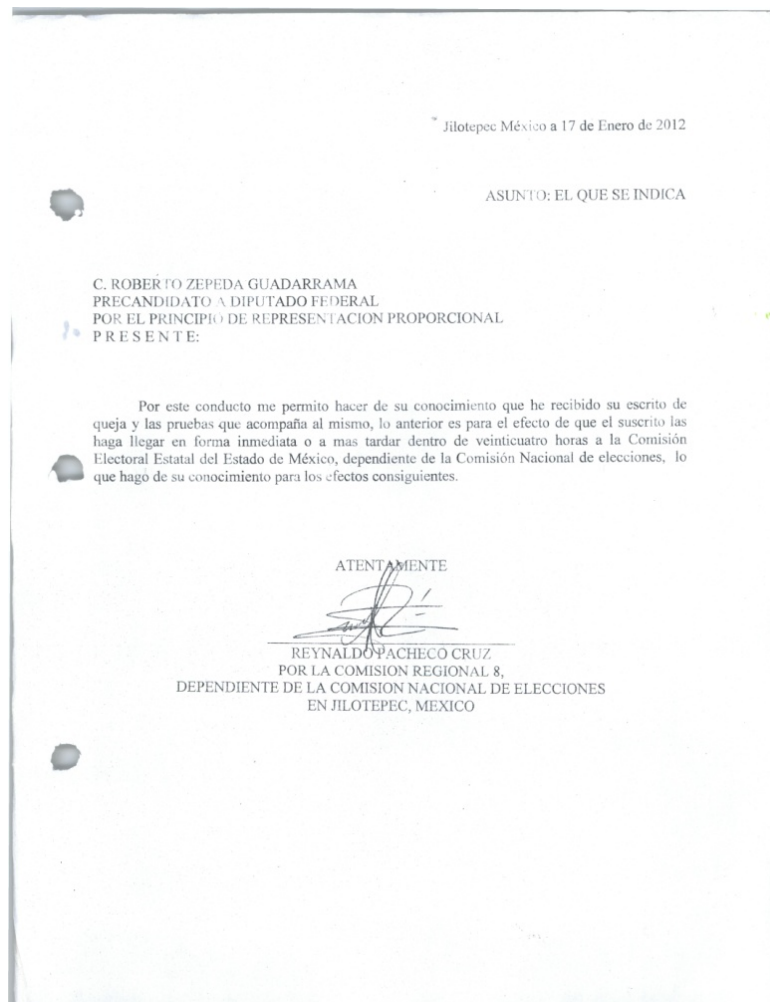 Jilotepec México a 17 de Enero de 2012
ASUNTO: EL QUE SE INDICA
C. ROBERTO ZEPEDA GUADARRAMA
PRECANDIDATO A DIPUTADO FEDERAL
POR EL PRINCIPIO DE REPRESENTACION PROPORCIONAL
P R E S E N T E:
Por este conducto me permito hacer de su conocimiento que he recibido su escrito de
queja y las pruebas que acompaña al mismo, lo anterior es para el efecto de que el suscrito las
haga llegar en forma inmediata o a mas tardar dentro de veinticuatro horas a la Comisión
Electoral Estatal del Estado de México, dependiente de la Comisión Nacional de elecciones, lo
que hago de su conocimiento para los efectos consiguientes.
ATENTAMENTE
REYNALDO PACHECO CRUZ
POR LA COMISION REGIONAL 8,
DEPENDIENTE DE LA COMISION NACIONAL DE ELECCIONES
EN JILOTEPEC, MEXICO